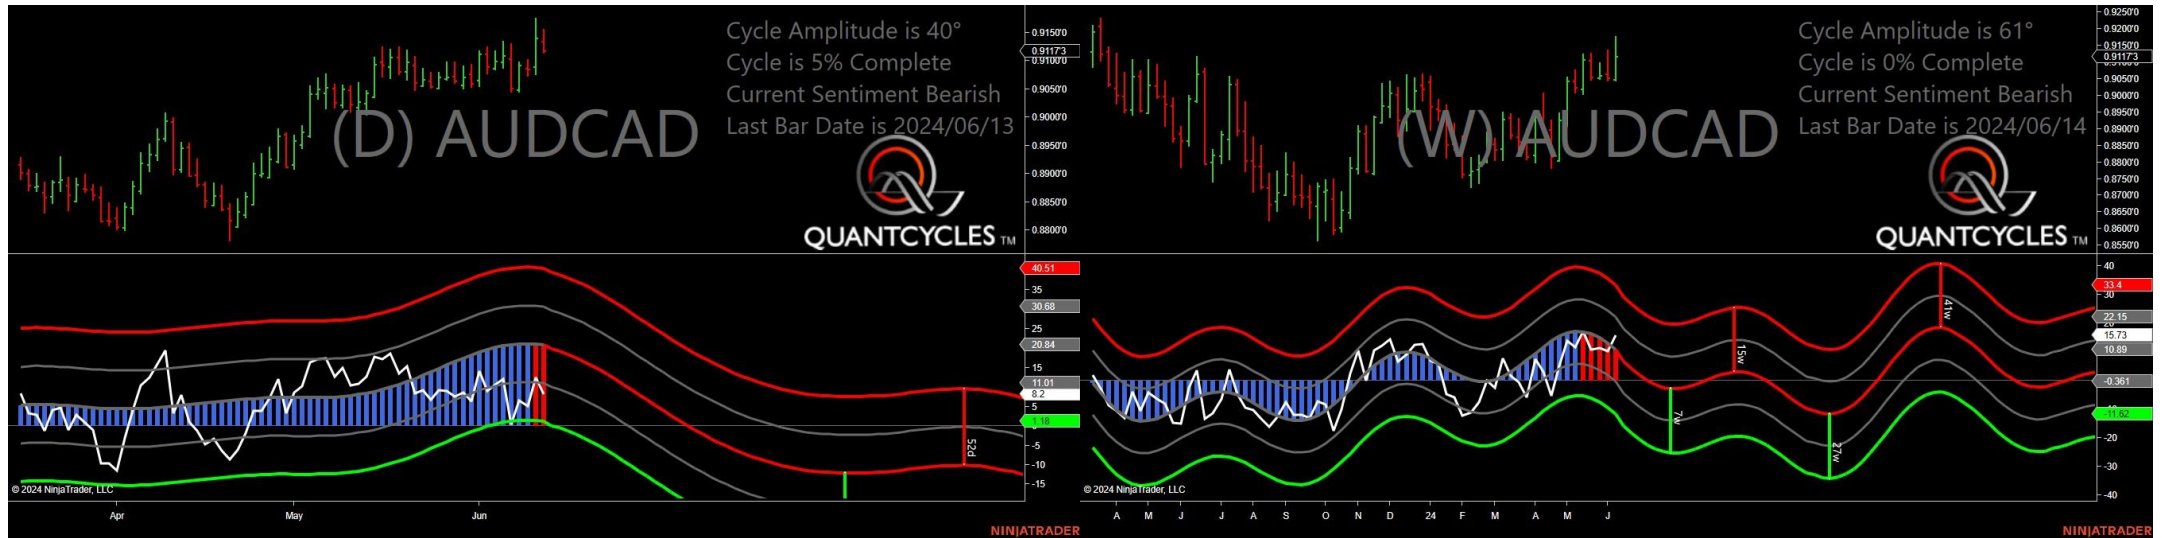 Cycle Amplitude is 40°
Cycle is 5% Complete
Current Sentiment Bearish
Last Bar Date is 2024/06/13
(D) AUDCAD
QUANTCYCLES TM
0.9150'0
0.9117'3
0.9100'0
0.9050'0
0.9000'0
0.8950'0
0.8900'0
0.8850'0
0.8800'0
40.51
35
30.68
25
20.84
15
11.01
8.2
5
1.18
-5
-10
-15
52d
© 2024 NinjaTrader, LLC
Apr May Jun
NINJATRADER
Cycle Amplitude is 61°
Cycle is 0% Complete
Current Sentiment Bearish
Last Bar Date is 2024/06/14
(W) AUDCAD
QUANTCYCLES TM
0.9250'0
0.9200'0
0.9150'0
0.9117'3
0.9050'0
0.9000'0
0.8950'0
0.8900'0
0.8850'0
0.8800'0
0.8750'0
0.8700'0
0.8650'0
0.8600'0
0.8550'0
40
33.4
30
22.15
15.73
10.89
-0.361
-11.62
-20
-30
-40
15w
7w
27w
41w
© 2024 NinjaTrader, LLC
A M J J A S O N D 24 F M A M J
NINJATRADER